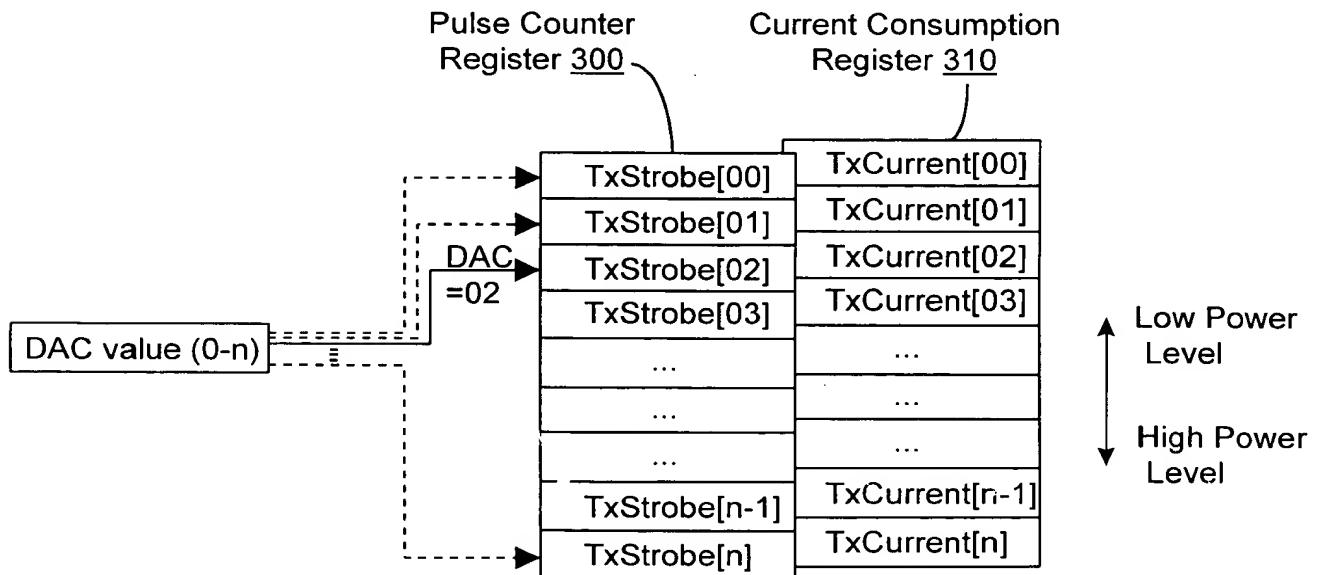 Pulse Counter
Register 300
Current Consumption
Register 310
DAC value (0-n)
DAC
=02
TxStrobe[00]
TxStrobe[01]
TxStrobe[02]
TxStrobe[03]
...
...
...
TxStrobe[n-1]
TxStrobe[n]
TxCurrent[00]
TxCurrent[01]
TxCurrent[02]
TxCurrent[03]
...
...
...
TxCurrent[n-1]
TxCurrent[n]
Low Power
Level
High Power
Level